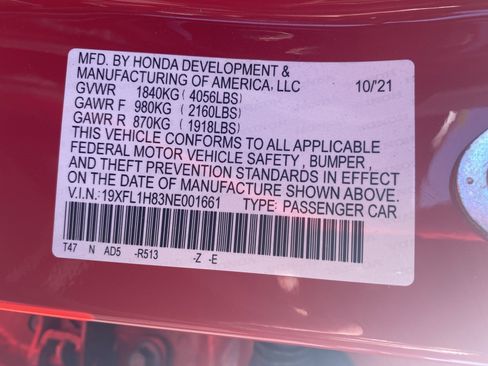 MFD. BY HONDA DEVELOPMENT &
MANUFACTURING OF AMERICA, LLC 10/'21
GVWR 1840KG (4056LBS)
GAWR F 980KG (2160LBS)
GAWR R 870KG (1918LBS)
THIS VEHICLE CONFORMS TO ALL APPLICABLE
FEDERAL MOTOR VEHICLE SAFETY , BUMPER ,
AND THEFT PREVENTION STANDARDS IN EFFECT
ON THE DATE OF MANUFACTURE SHOWN ABOVE.
V.I.N.:19XFL1H83NE001661 TYPE: PASSENGER CAR
T47 N AD5 -R513 -Z -E